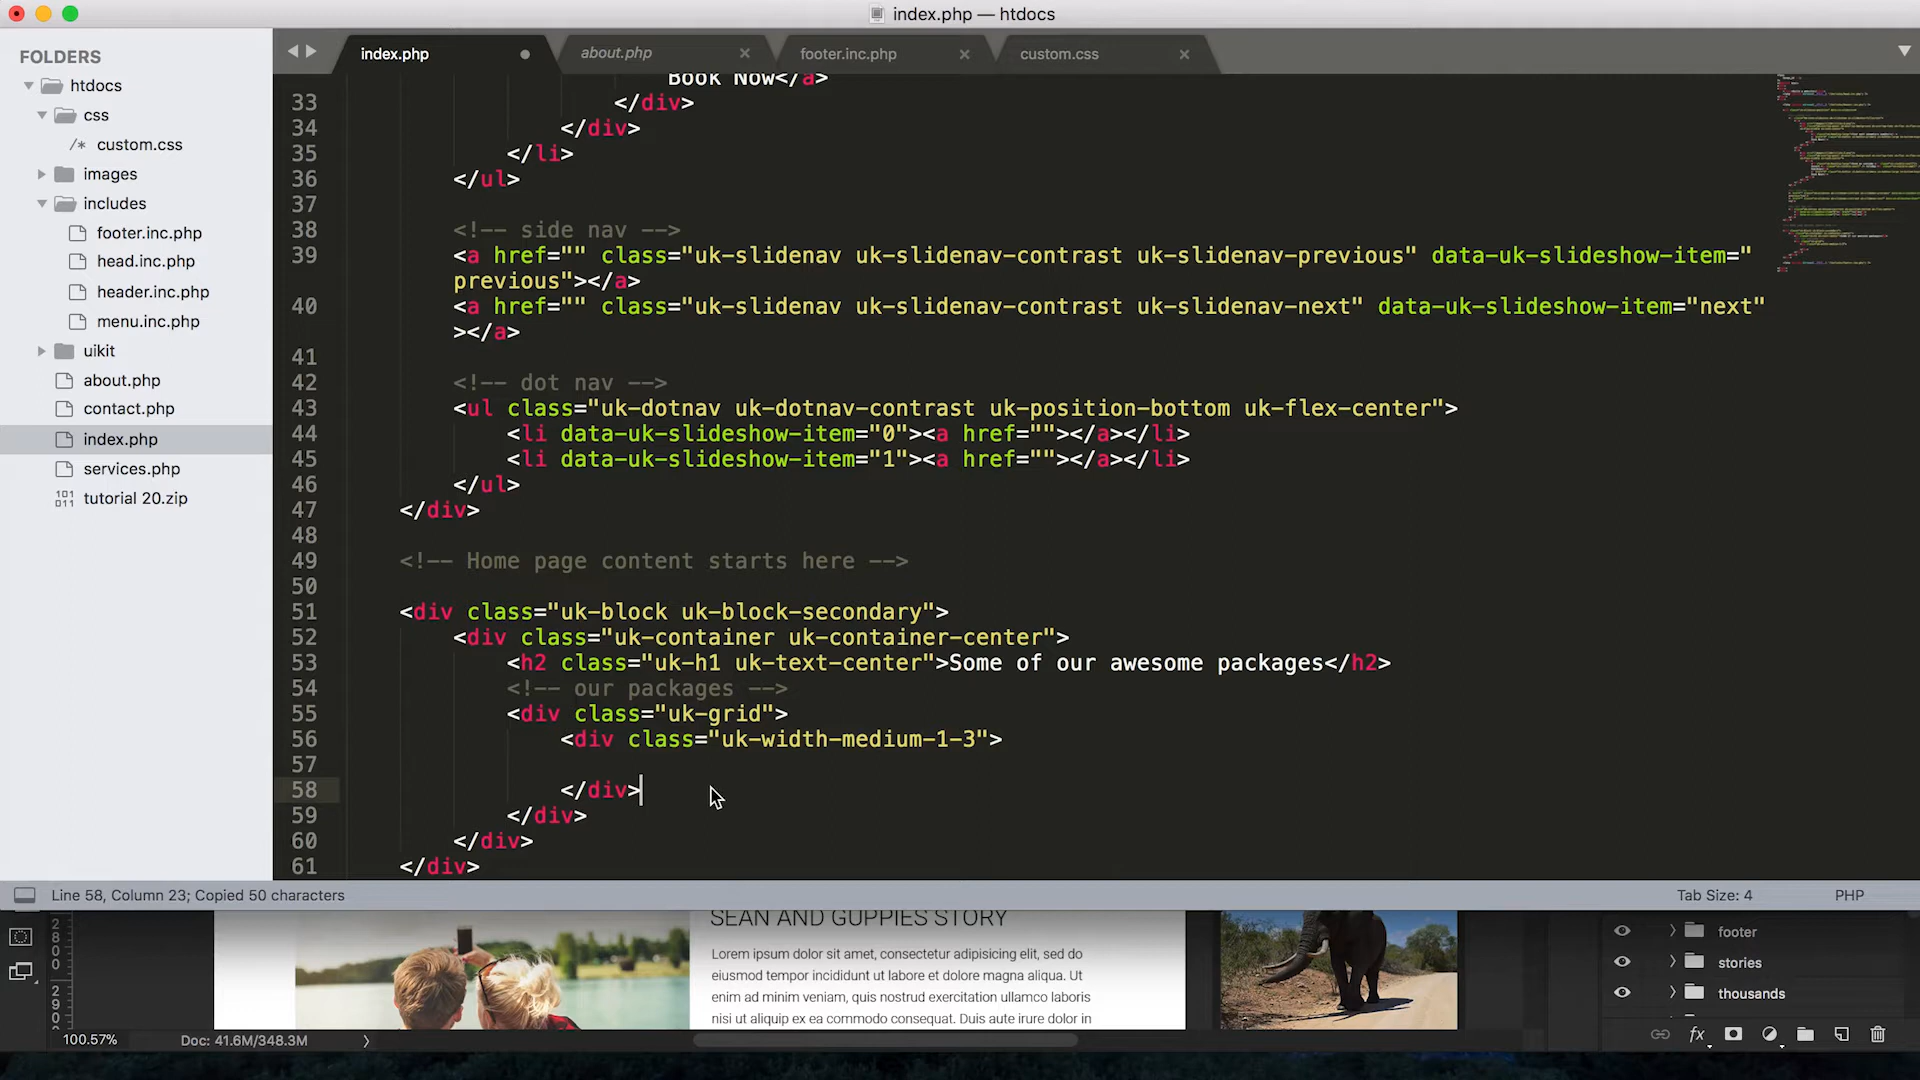 index.php — htdocs
FOLDERS
htdocs
css
/* custom.css
images
includes
footer.inc.php
head.inc.php
header.inc.php
menu.inc.php
uikit
about.php
contact.php
index.php
services.php
tutorial 20.zip
index.php
about.php
footer.inc.php
custom.css
Book Now</a>
33 </div>
34 </div>
35 </li>
36 </ul>
37
38 <!-- side nav -->
39 <a href="" class="uk-slidenav uk-slidenav-contrast uk-slidenav-previous" data-uk-slideshow-item="
previous"></a>
40 <a href="" class="uk-slidenav uk-slidenav-contrast uk-slidenav-next" data-uk-slideshow-item="next"
></a>
41
42 <!-- dot nav -->
43 <ul class="uk-dotnav uk-dotnav-contrast uk-position-bottom uk-flex-center">
44 <li data-uk-slideshow-item="0"><a href=""></a></li>
45 <li data-uk-slideshow-item="1"><a href=""></a></li>
46 </ul>
47 </div>
48
49 <!-- Home page content starts here -->
50
51 <div class="uk-block uk-block-secondary">
52 <div class="uk-container uk-container-center">
53 <h2 class="uk-h1 uk-text-center">Some of our awesome packages</h2>
54 <!-- our packages -->
55 <div class="uk-grid">
56 <div class="uk-width-medium-1-3">
57
58 </div>
59 </div>
60 </div>
61 </div>
Line 58, Column 23; Copied 50 characters
Tab Size: 4
PHP
SEAN AND GUPPIES STORY
Lorem ipsum dolor sit amet, consectetur adipisicing elit, sed do
eiusmod tempor incididunt ut labore et dolore magna aliqua. Ut
enim ad minim veniam, quis nostrud exercitation ullamco laboris
nisi ut aliquip ex ea commodo consequat. Duis aute irure dolor in
footer
stories
thousands
fx
100.57%
Doc: 41.6M/348.3M